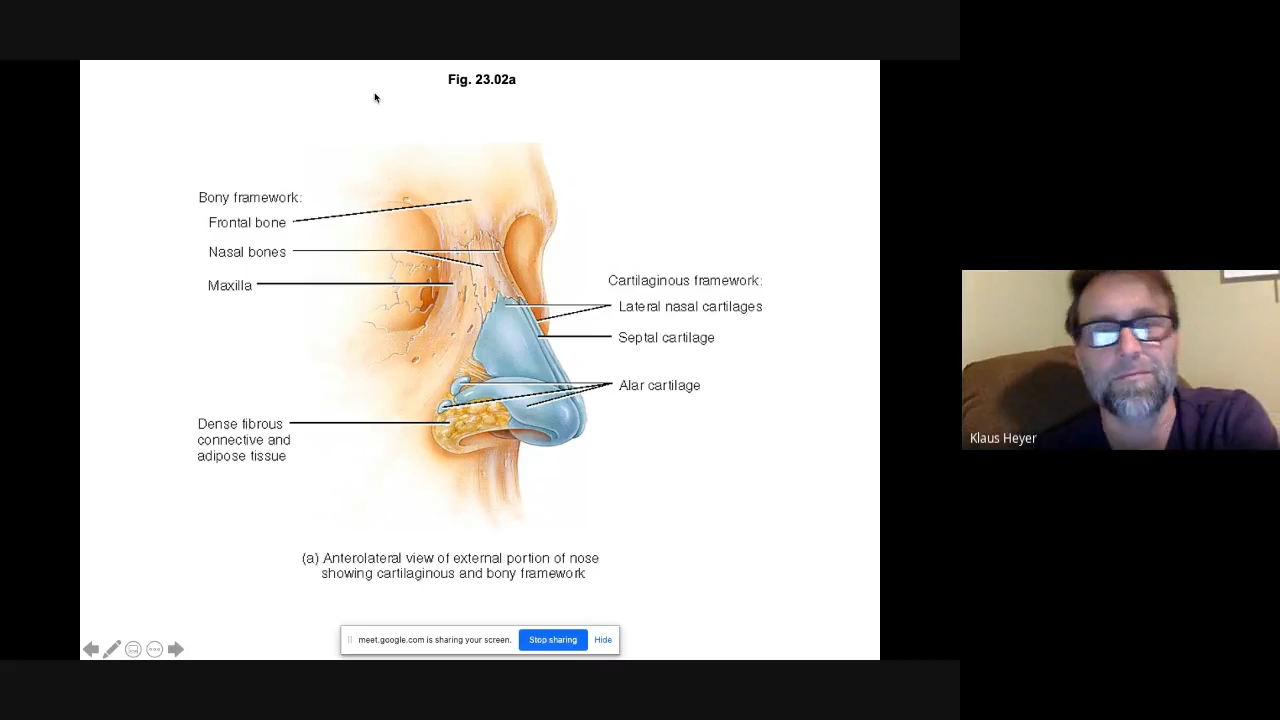 Fig. 23.02a
Bony framework:
Frontal bone
Nasal bones
Maxilla
Cartilaginous framework:
Lateral nasal cartilages
Septal cartilage
Alar cartilage
Dense fibrous
connective and
adipose tissue
(a) Anterolateral view of external portion of nose
showing cartilaginous and bony framework
meet.google.com is sharing your screen.
Stop sharing
Hide
Klaus Heyer